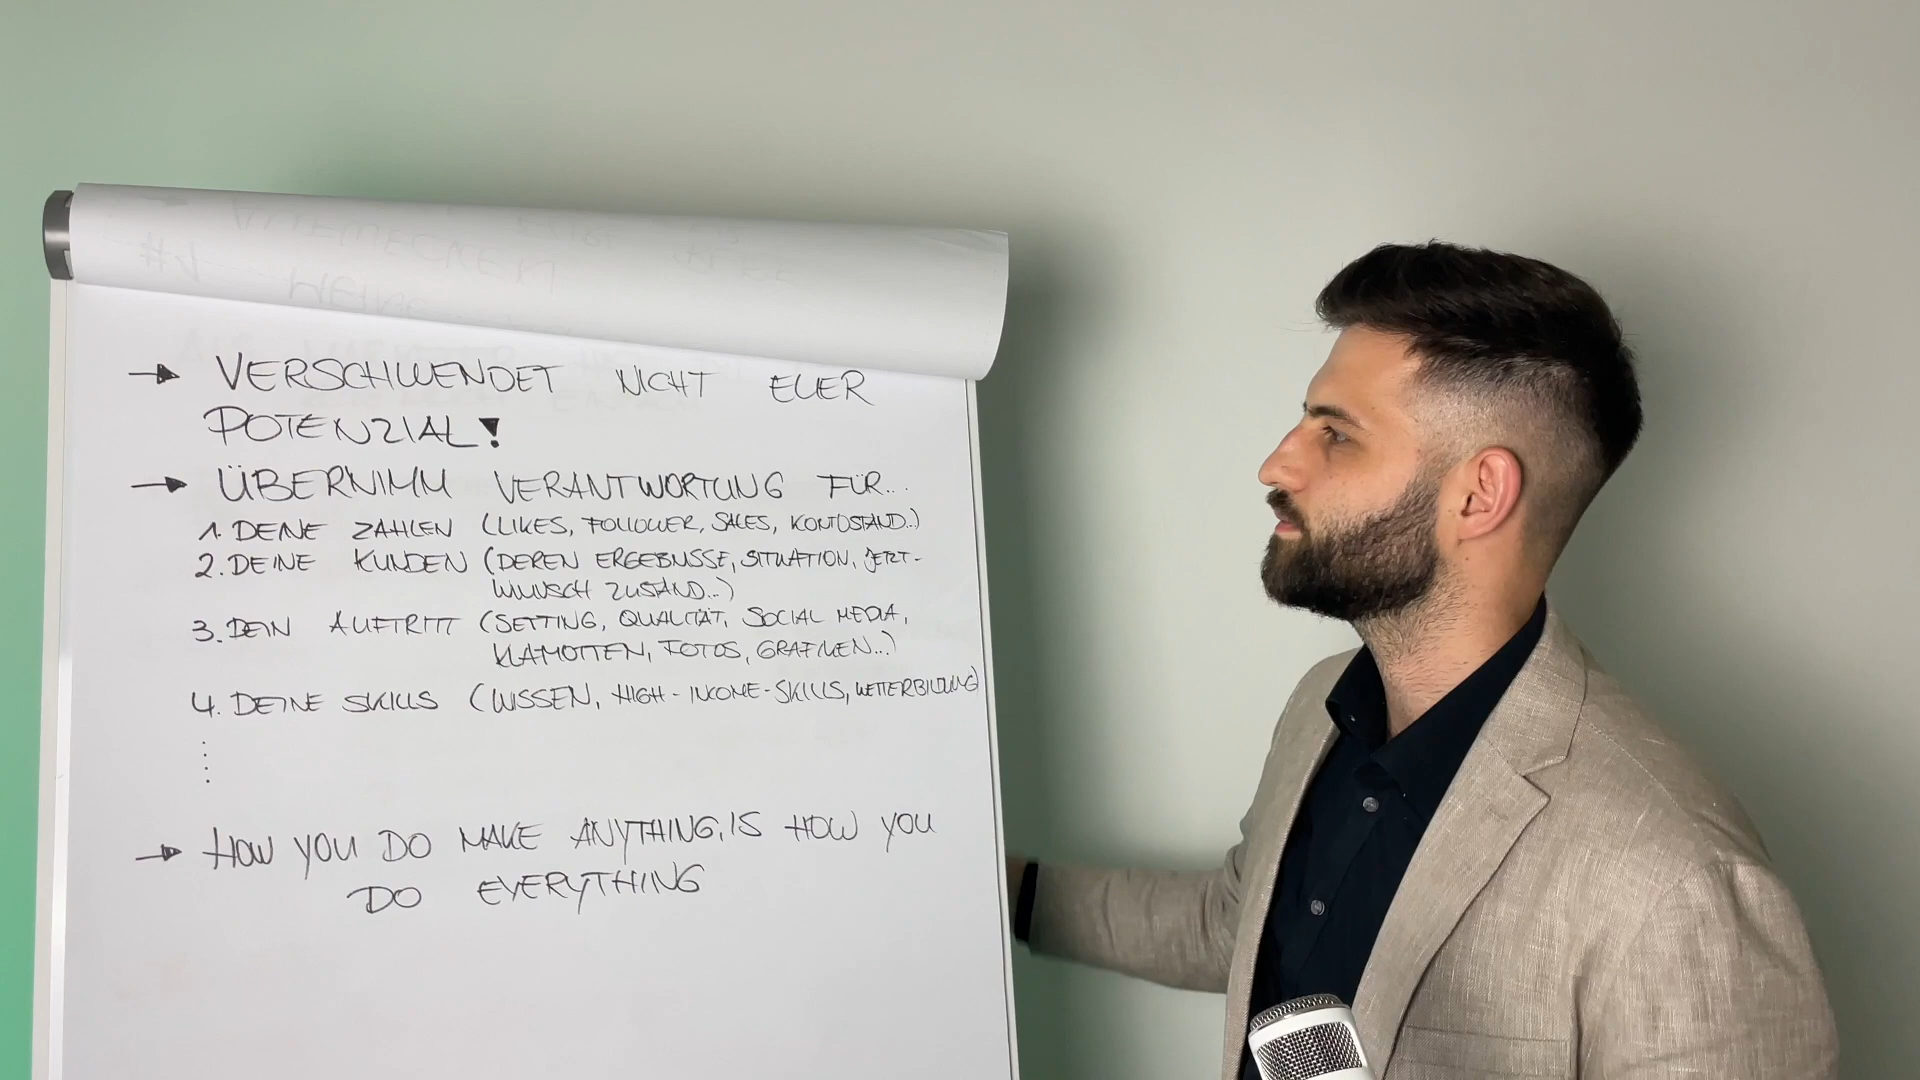 → VERSCHWENDET NICHT EUER
POTENZIAL!
→ ÜBERNIMM VERANTWORTUNG FÜR...
1. DEINE ZAHLEN (LIKES, FOLLOWER, SALES, KONTOSTAND..)
2. DEINE KUNDEN (DEREN ERGEBNISSE, SITUATION, JETZT-
WUNSCH ZUSTAND...)
3. DEIN AUFTRITT (SETTING, QUALITÄT, SOCIAL MEDIA,
KLAMOTTEN, FOTOS, GRAFIKEN...)
4. DEINE SKILLS (WISSEN, HIGH-INCOME-SKILLS, WEITERBILDUNG)
→ HOW YOU DO MAKE ANYTHING, IS HOW YOU
DO EVERYTHING